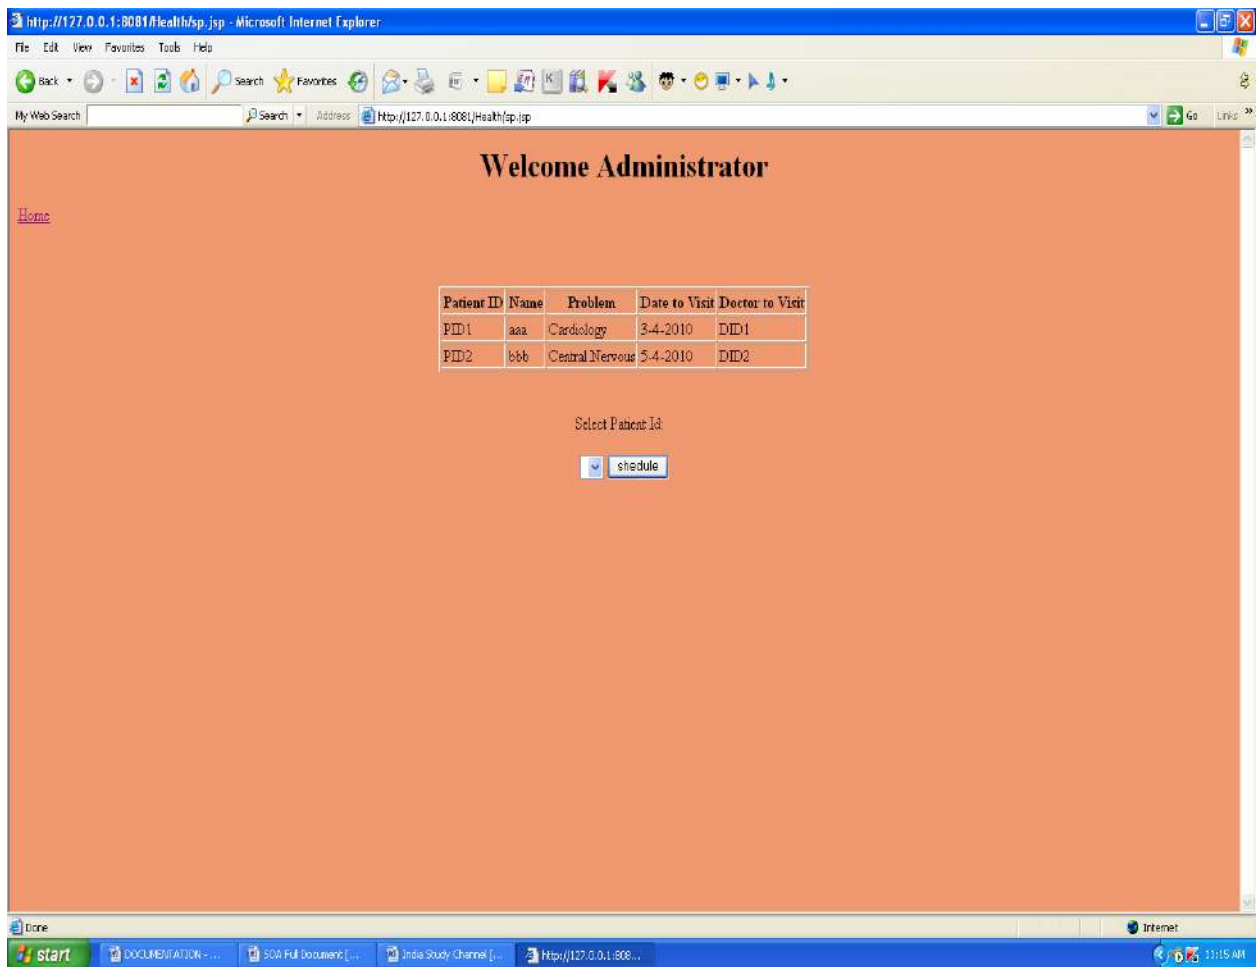 http://127.0.0.1:8081/Health/sp.jsp - Microsoft Internet Explorer
File Edit View Favorites Tools Help
Back Search Favorites
My Web Search Search Address http://127.0.0.1:8081/Health/sp.jsp Go Links »
Welcome Administrator
Home
Patient ID Name Problem Date to Visit Doctor to Visit
PID1 aaa Cardiology 3-4-2010 DID1
PID2 bbb Central Nervous 5-4-2010 DID2
Select Patient Id:
shedule
Done Internet
start DOCUMENTATION - ... SOA Full Document [... India Study Channel [... http://127.0.0.1:808... 11:15 AM